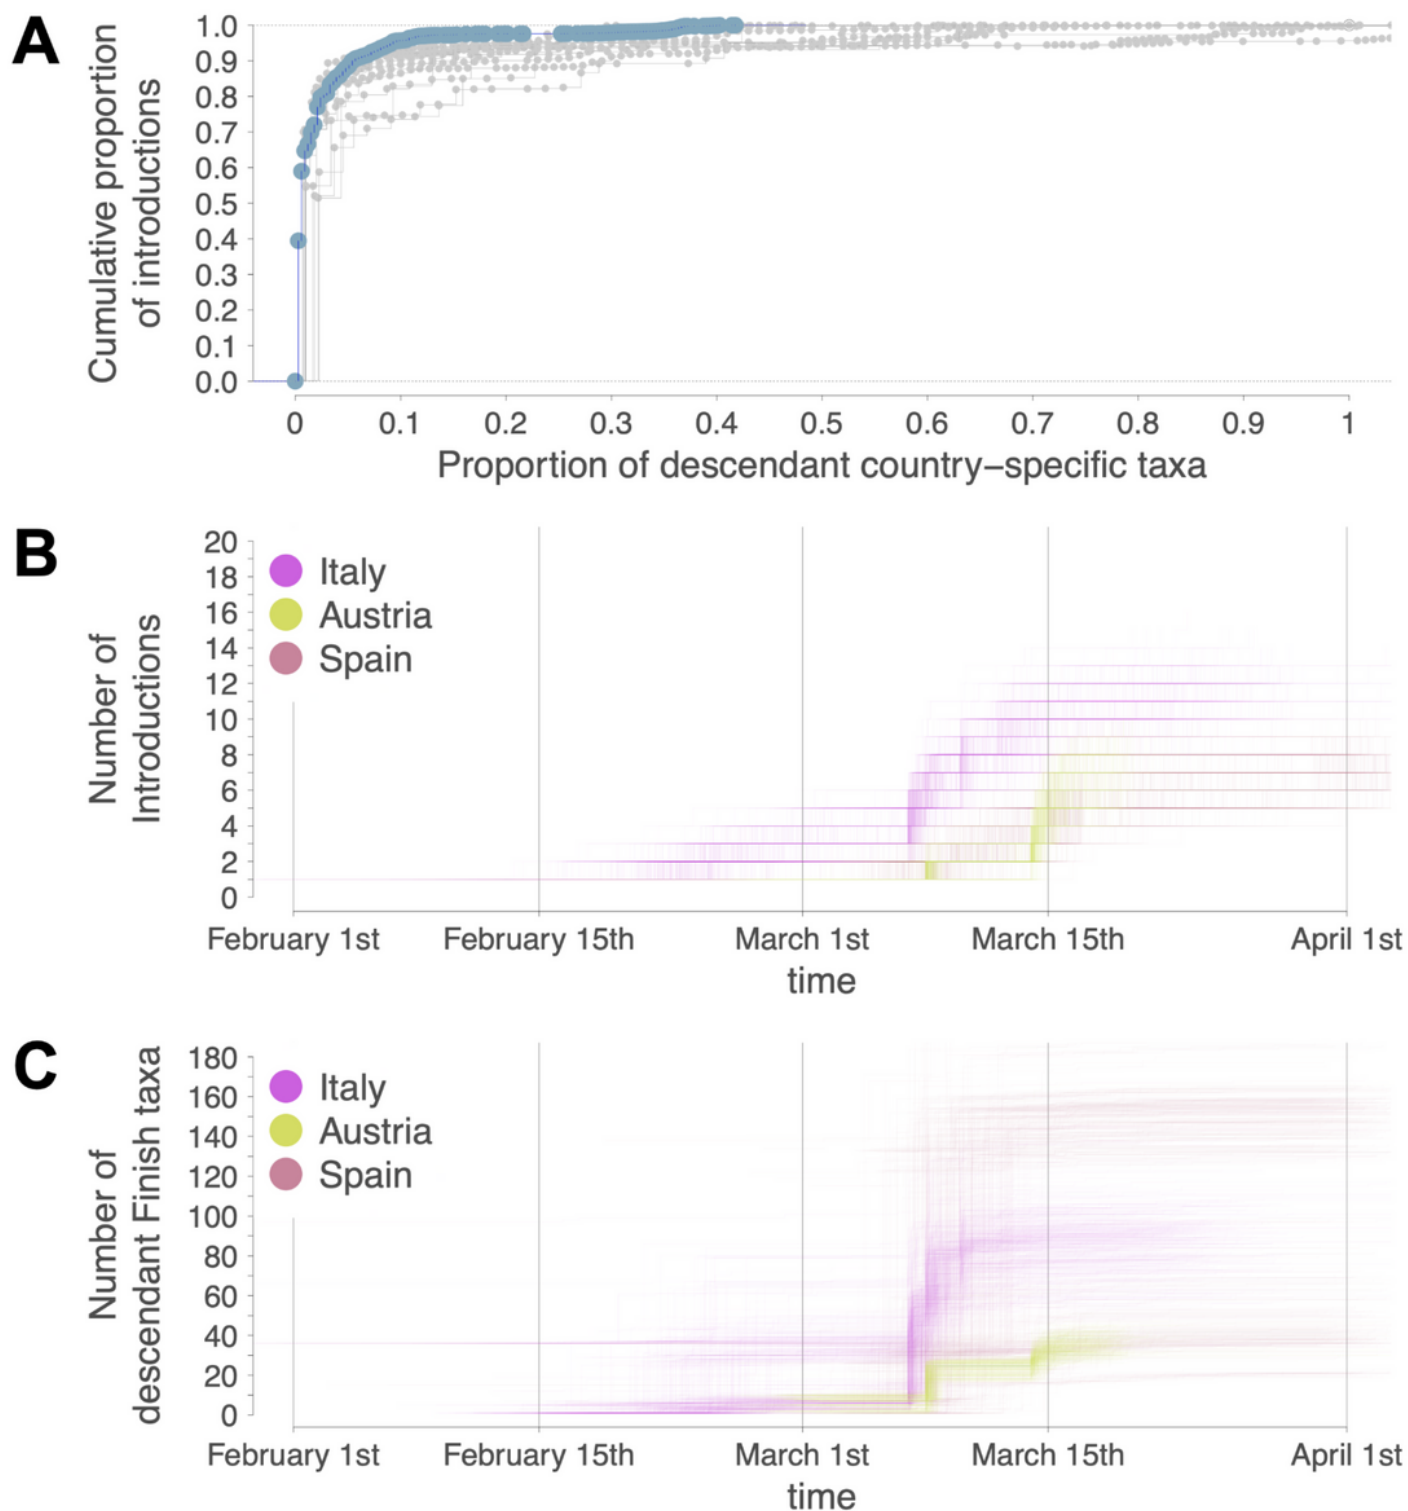 A
Cumulative proportion
of introductions
1.0
0.9
0.8
0.7
0.6
0.5
0.4
0.3
0.2
0.1
0.0
0 0.1 0.2 0.3 0.4 0.5 0.6 0.7 0.8 0.9 1
Proportion of descendant country−specific taxa
B
Number of
Introductions
20
18
16
14
12
10
8
6
4
2
0
Italy
Austria
Spain
February 1st February 15th March 1st March 15th April 1st
time
C
Number of
descendant Finish taxa
180
160
140
120
100
80
60
40
20
0
Italy
Austria
Spain
February 1st February 15th March 1st March 15th April 1st
time